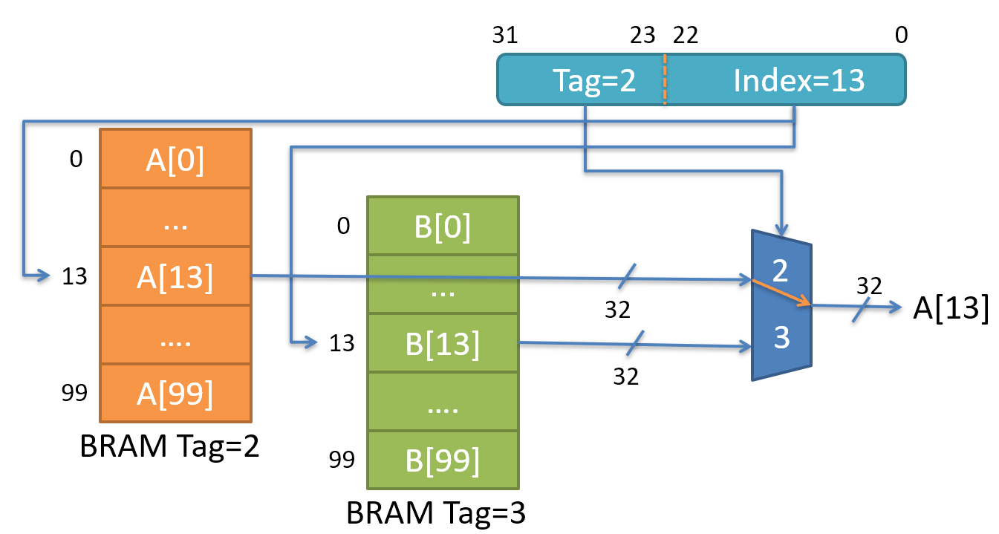 31 23 22 0
Tag=2 Index=13
0 A[0]
...
13 A[13]
....
99 A[99]
BRAM Tag=2
0 B[0]
...
13 B[13]
....
99 B[99]
BRAM Tag=3
32
32
2
3
32
A[13]